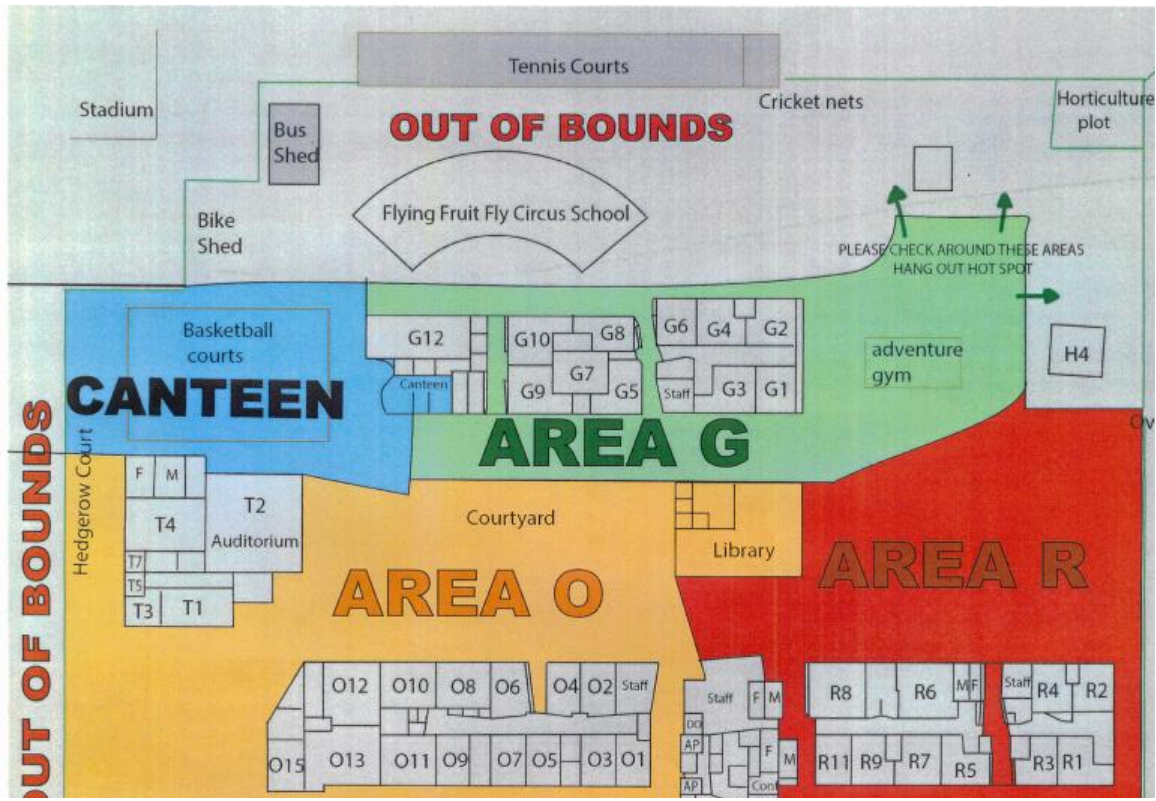 Tennis Courts
Stadium
Cricket nets
Horticulture
plot
Bus
Shed
OUT OF BOUNDS
Bike
Shed
Flying Fruit Fly Circus School
PLEASE CHECK AROUND THESE AREAS
HANG OUT HOT SPOT
Basketball
courts
G12
G10
G8
G6
G4
G2
H4
adventure
gym
Canteen
G9
G7
G5
Staff
G3
G1
CANTEEN
AREA G
OUT OF BOUNDS
Hedgerow Court
F
M
T2
Auditorium
T4
T7
T5
T3
T1
Courtyard
Library
AREA O
AREA R
O12
O10
O8
O6
O4
O2
Staff
O15
O13
O11
O9
O7
O5
O3
O1
Staff
F
M
AP
F
M
AP
R8
R6
M
F
Staff
R4
R2
R11
R9
R7
R5
R3
R1